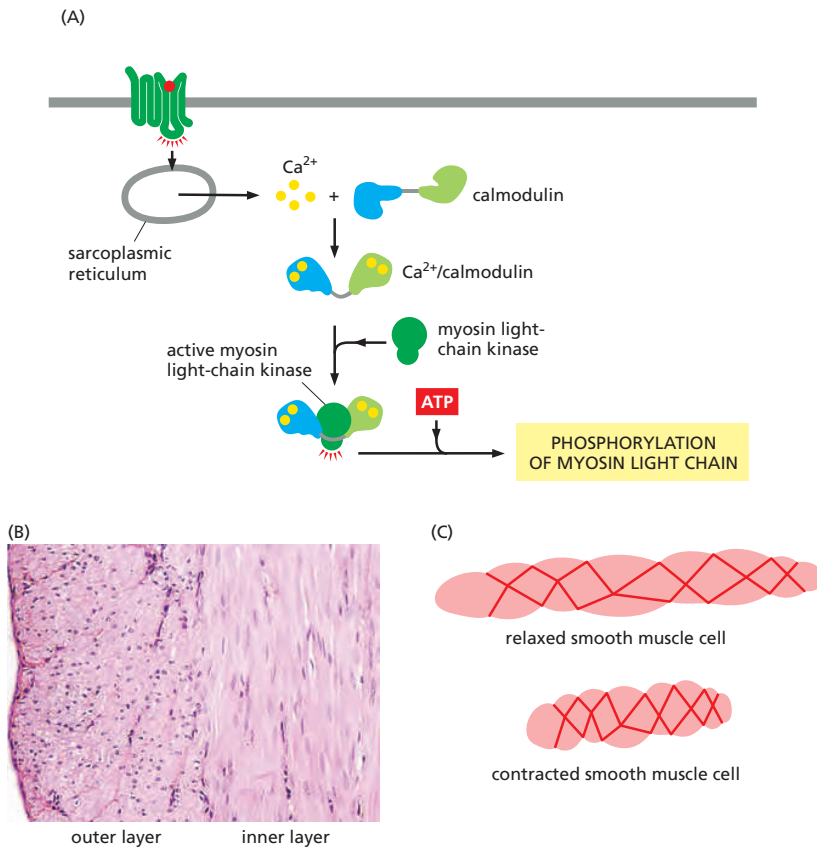 (A)
Ca2+
+
calmodulin
sarcoplasmic
reticulum
Ca2+/calmodulin
myosin light-
chain kinase
active myosin
light-chain kinase
ATP
PHOSPHORYLATION
OF MYOSIN LIGHT CHAIN
(B)
outer layer
inner layer
(C)
relaxed smooth muscle cell
contracted smooth muscle cell